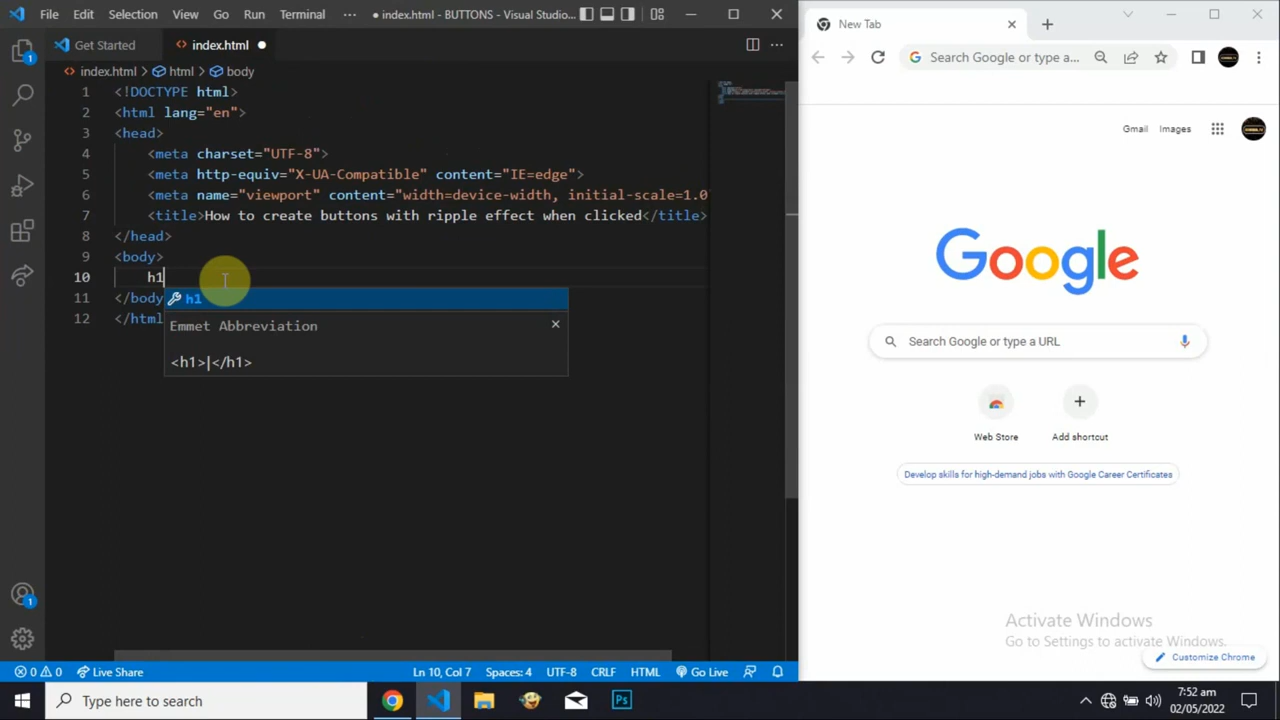 File Edit Selection View Go Run Terminal ··· ● index.html - BUTTONS - Visual Studio...
Get Started
<> index.html ●
<> index.html > html > body
1 <!DOCTYPE html>
2 <html lang="en">
3 <head>
4 <meta charset="UTF-8">
5 <meta http-equiv="X-UA-Compatible" content="IE=edge">
6 <meta name="viewport" content="width=device-width, initial-scale=1.0
7 <title>How to create buttons with ripple effect when clicked</title>
8 </head>
9 <body>
10 h1
11 </body
12 </html
h1
Emmet Abbreviation
<h1>|</h1>
1
1
0 0 Live Share Ln 10, Col 7 Spaces: 4 UTF-8 CRLF HTML Go Live
New Tab
Search Google or type a...
Gmail Images
Google
Search Google or type a URL
Web Store Add shortcut
Develop skills for high-demand jobs with Google Career Certificates
Activate Windows
Go to Settings to activate Windows.
Customize Chrome
Type here to search
Ps
7:52 am
02/05/2022